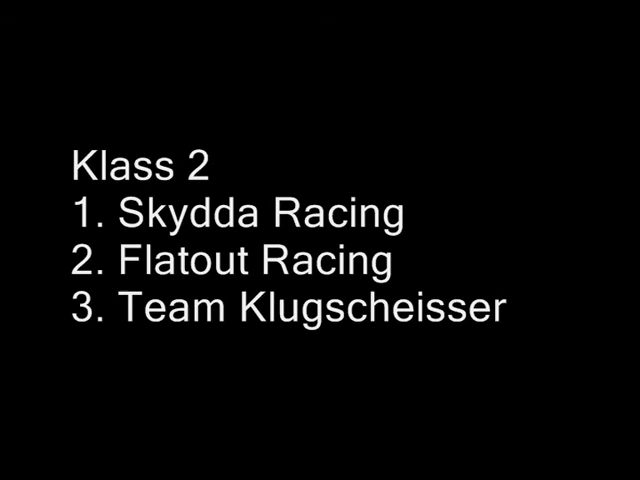 Klass 2
1. Skydda Racing
2. Flatout Racing
3. Team Klugscheisser